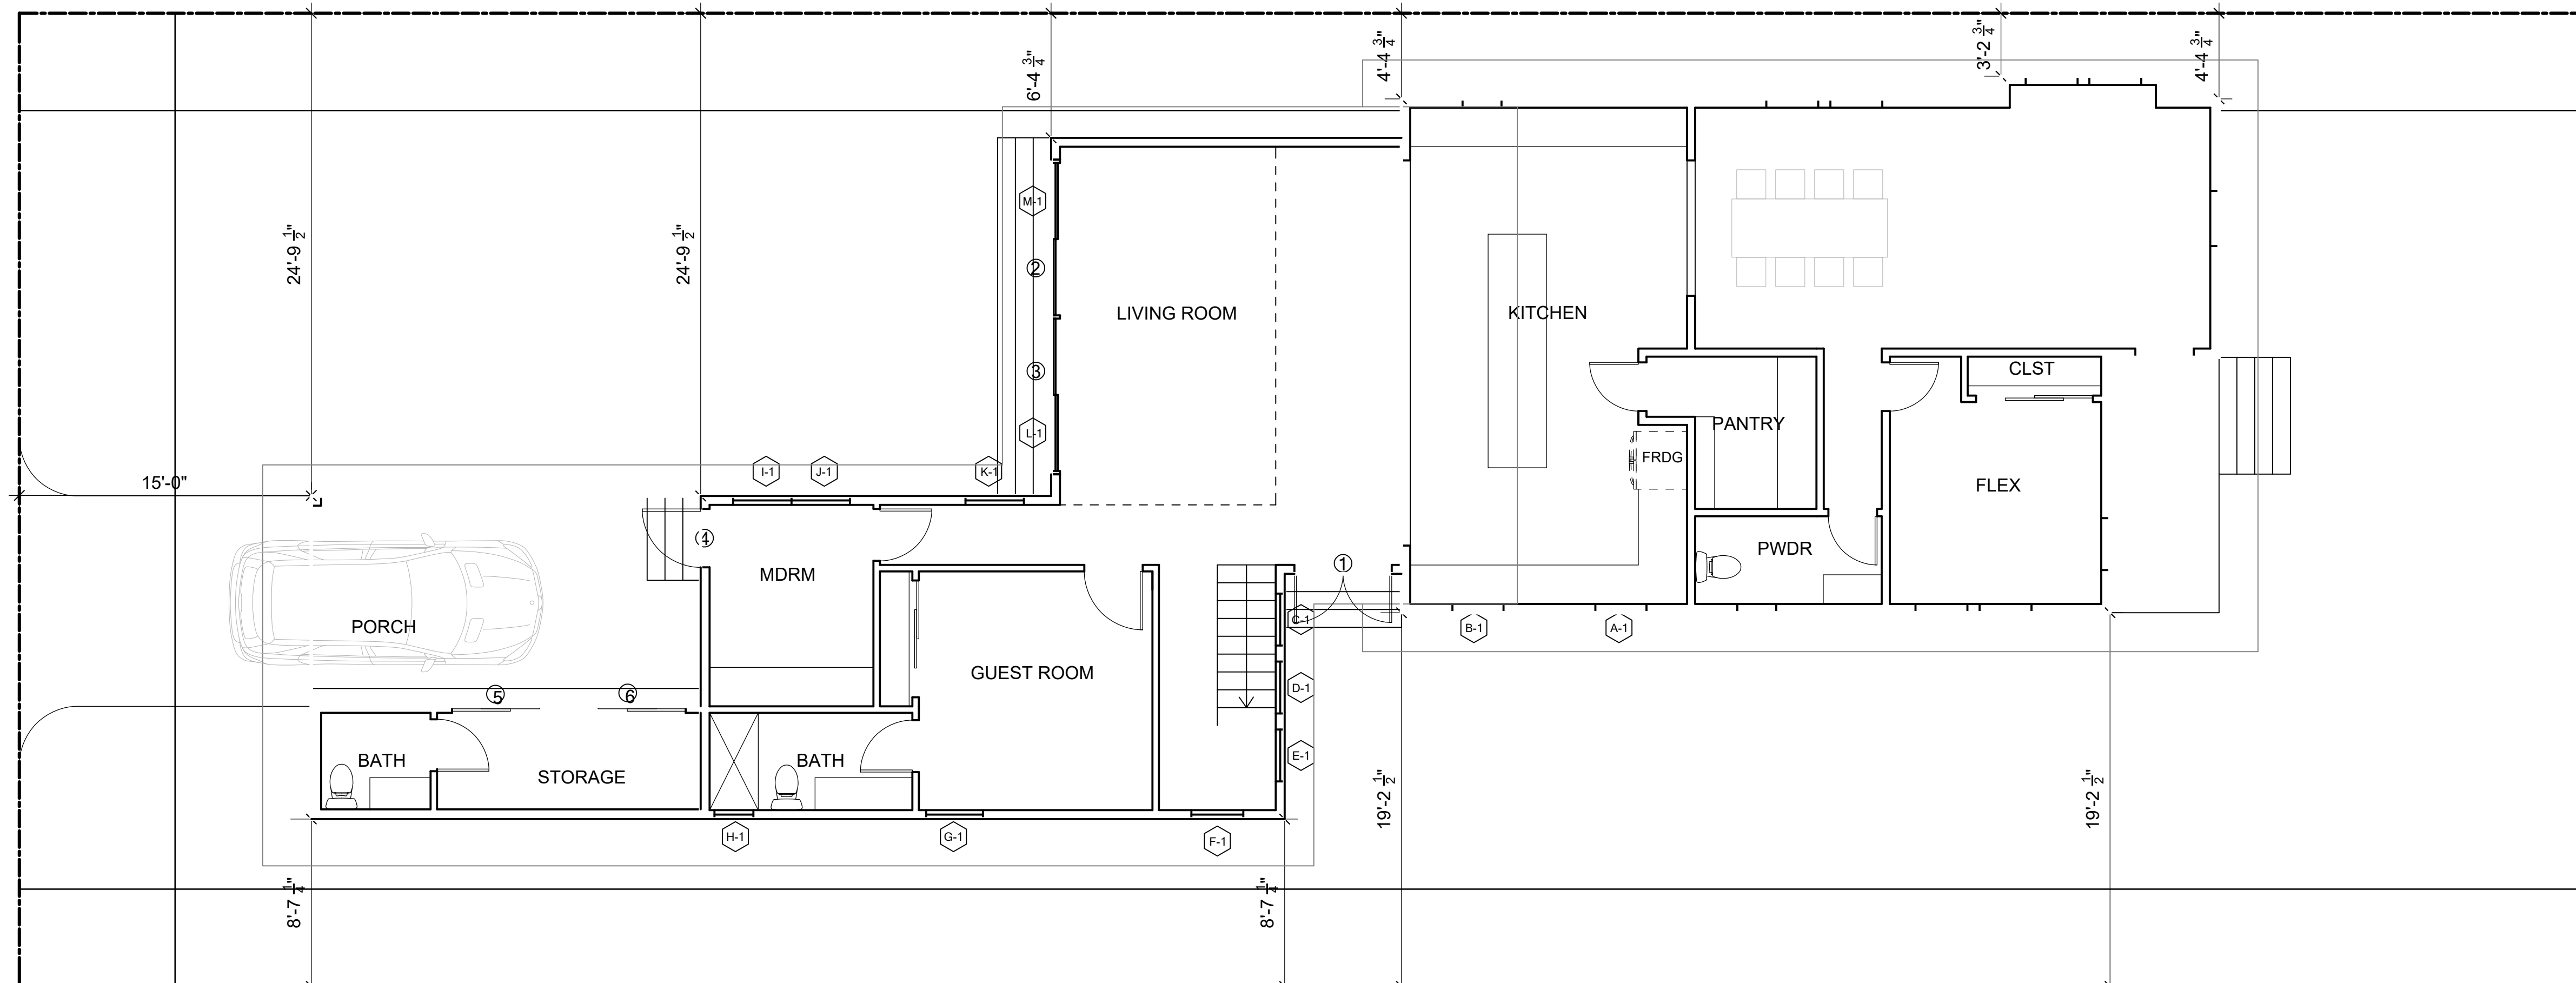 6'-4 3/4"
4'-4 3/4"
3'-2 3/4"
4'-4 3/4"
24'-9 1/2"
24'-9 1/2"
M-1
2
LIVING ROOM
KITCHEN
3
CLST
L-1
PANTRY
I-1
J-1
K-1
FRDG
15'-0"
FLEX
4
PWDR
1
MDRM
C-1
B-1
A-1
PORCH
GUEST ROOM
D-1
5
6
E-1
BATH
STORAGE
BATH
19'-2 1/2"
19'-2 1/2"
H-1
G-1
F-1
8'-7 1/4"
8'-7 1/4"